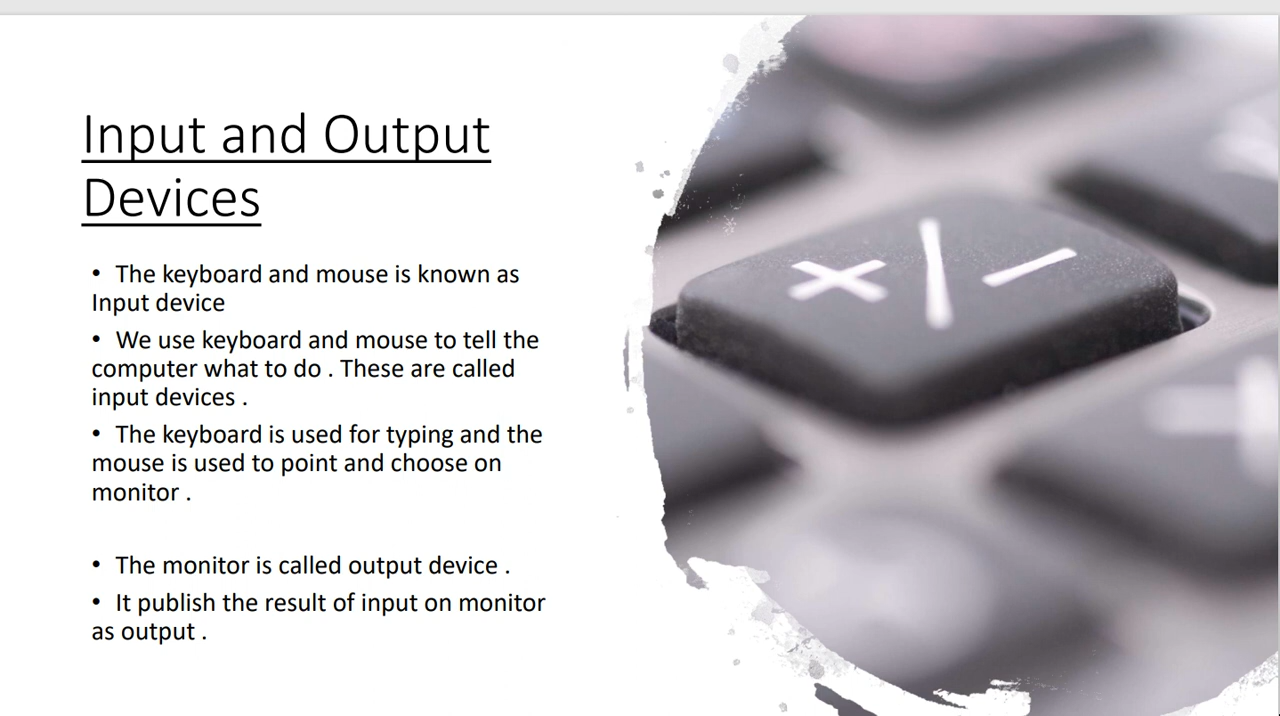 Input and Output
Devices
• The keyboard and mouse is known as
Input device
• We use keyboard and mouse to tell the
computer what to do . These are called
input devices .
• The keyboard is used for typing and the
mouse is used to point and choose on
monitor .
• The monitor is called output device .
• It publish the result of input on monitor
as output .
+/−